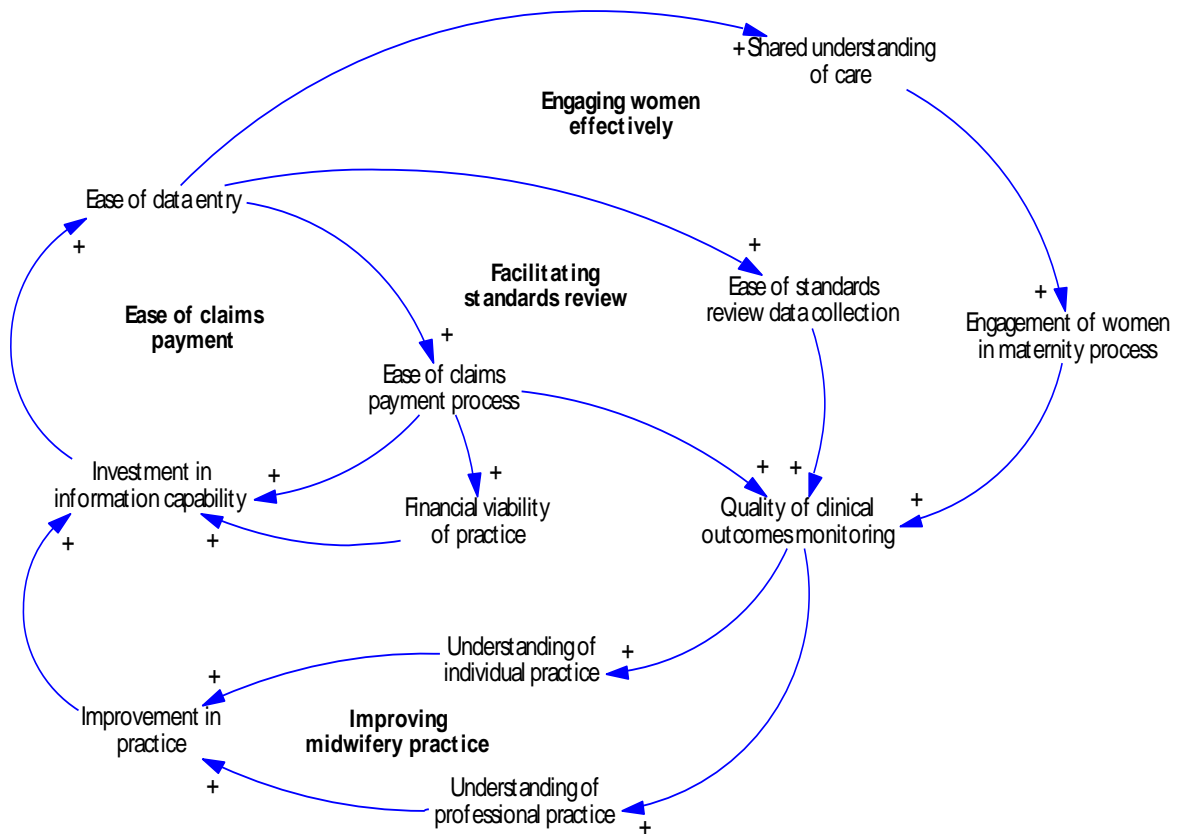 + Shared understanding
of care
Engaging women
effectively
Ease of data entry
+
+
Facilitating
standards review
Ease of standards
review data collection
Ease of claims
payment
+
Engagement of women
in maternity process
+
Ease of claims
payment process
Investment in
information capability
+
+
Financial viability
of practice
+
+
+
Quality of clinical
outcomes monitoring
+
+
Understanding of
individual practice
+
+
Improvement in
practice
Improving
midwifery practice
+
Understanding of
professional practice
+